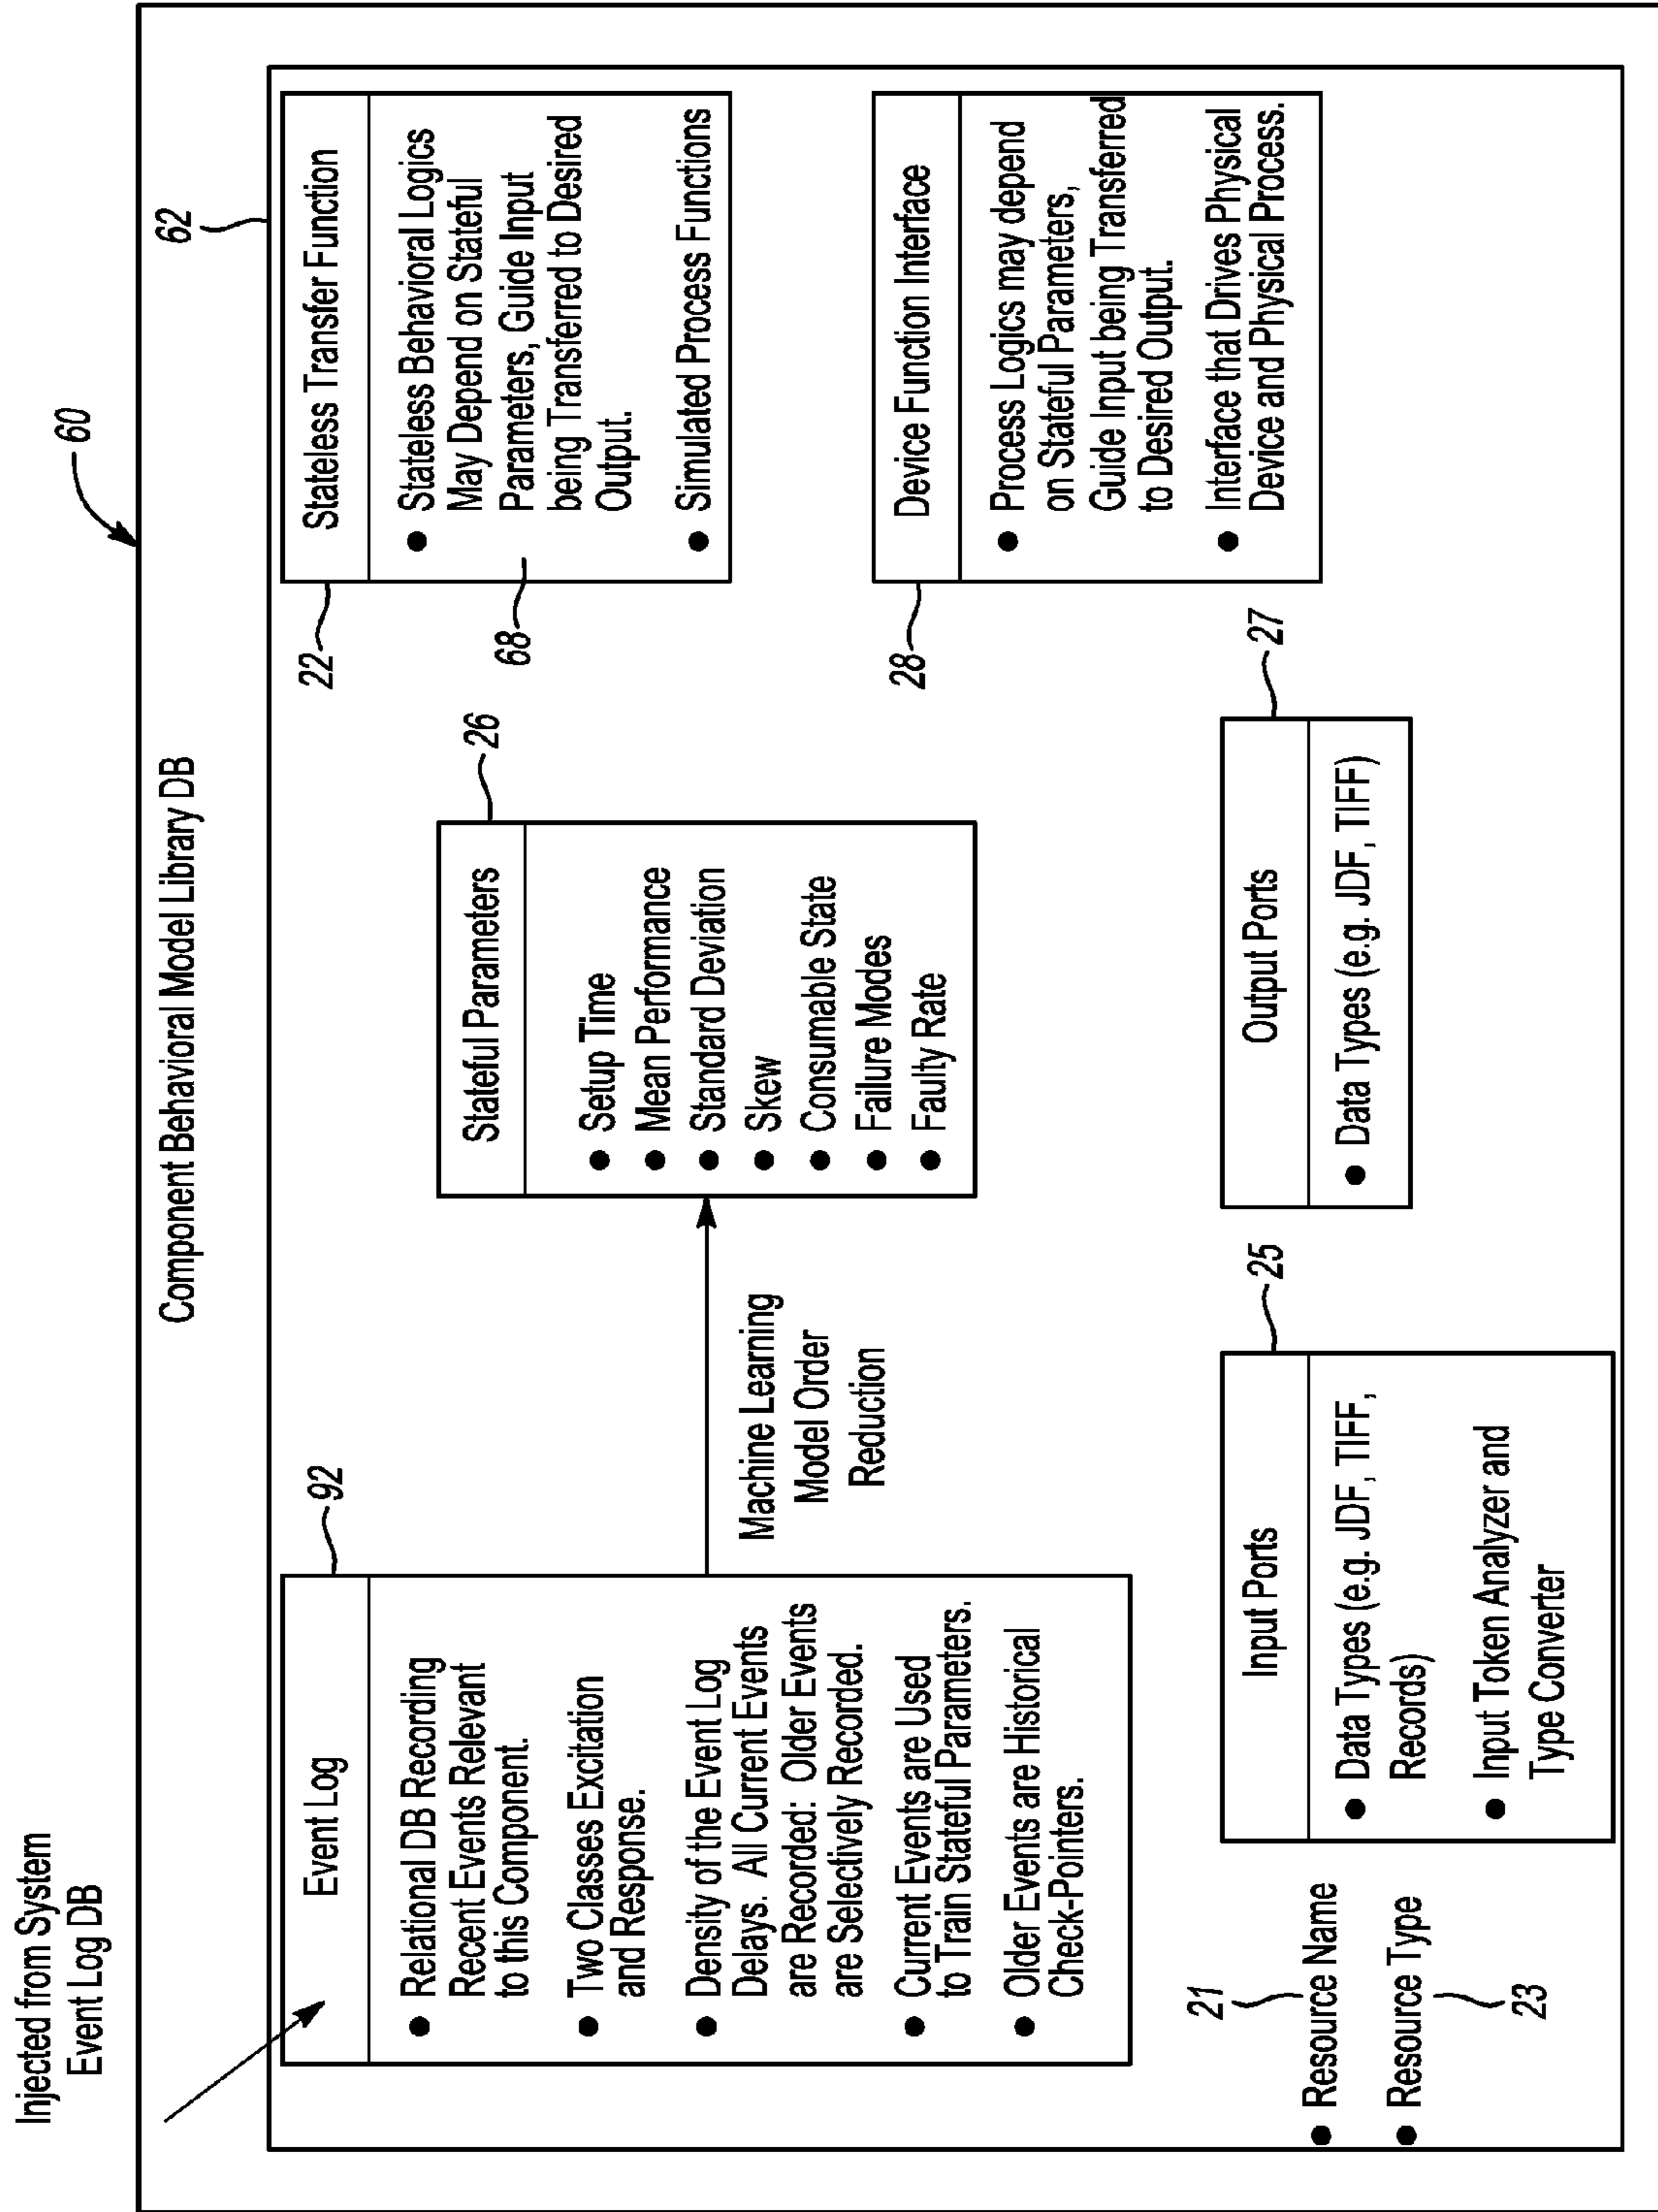 Injected from System
Event Log DB
60
Component Behavioral Model Library DB
62
92
Event Log
● Relational DB Recording
Recent Events Relevant
to this Component.
● Two Classes Excitation
and Response.
● Density of the Event Log
Delays. All Current Events
are Recorded: Older Events
are Selectively Recorded.
● Current Events are Used
to Train Stateful Parameters.
● Older Events are Historical
Check-Pointers.
Machine Learning
Model Order
Reduction
26
Stateful Parameters
● Setup Time
● Mean Performance
● Standard Deviation
● Skew
● Consumable State
● Failure Modes
● Faulty Rate
22
Stateless Transfer Function
● Stateless Behavioral Logics
May Depend on Stateful
Parameters, Guide Input
being Transferred to Desired
Output.
● Simulated Process Functions
68
28
Device Function Interface
● Process Logics may depend
on Stateful Parameters,
Guide Input being Transferred
to Desired Output.
● Interface that Drives Physical
Device and Physical Process.
21
● Resource Name
● Resource Type
23
25
Input Ports
● Data Types (e.g. JDF, TIFF,
Records)
● Input Token Analyzer and
Type Converter
27
Output Ports
● Data Types (e.g. JDF, TIFF)